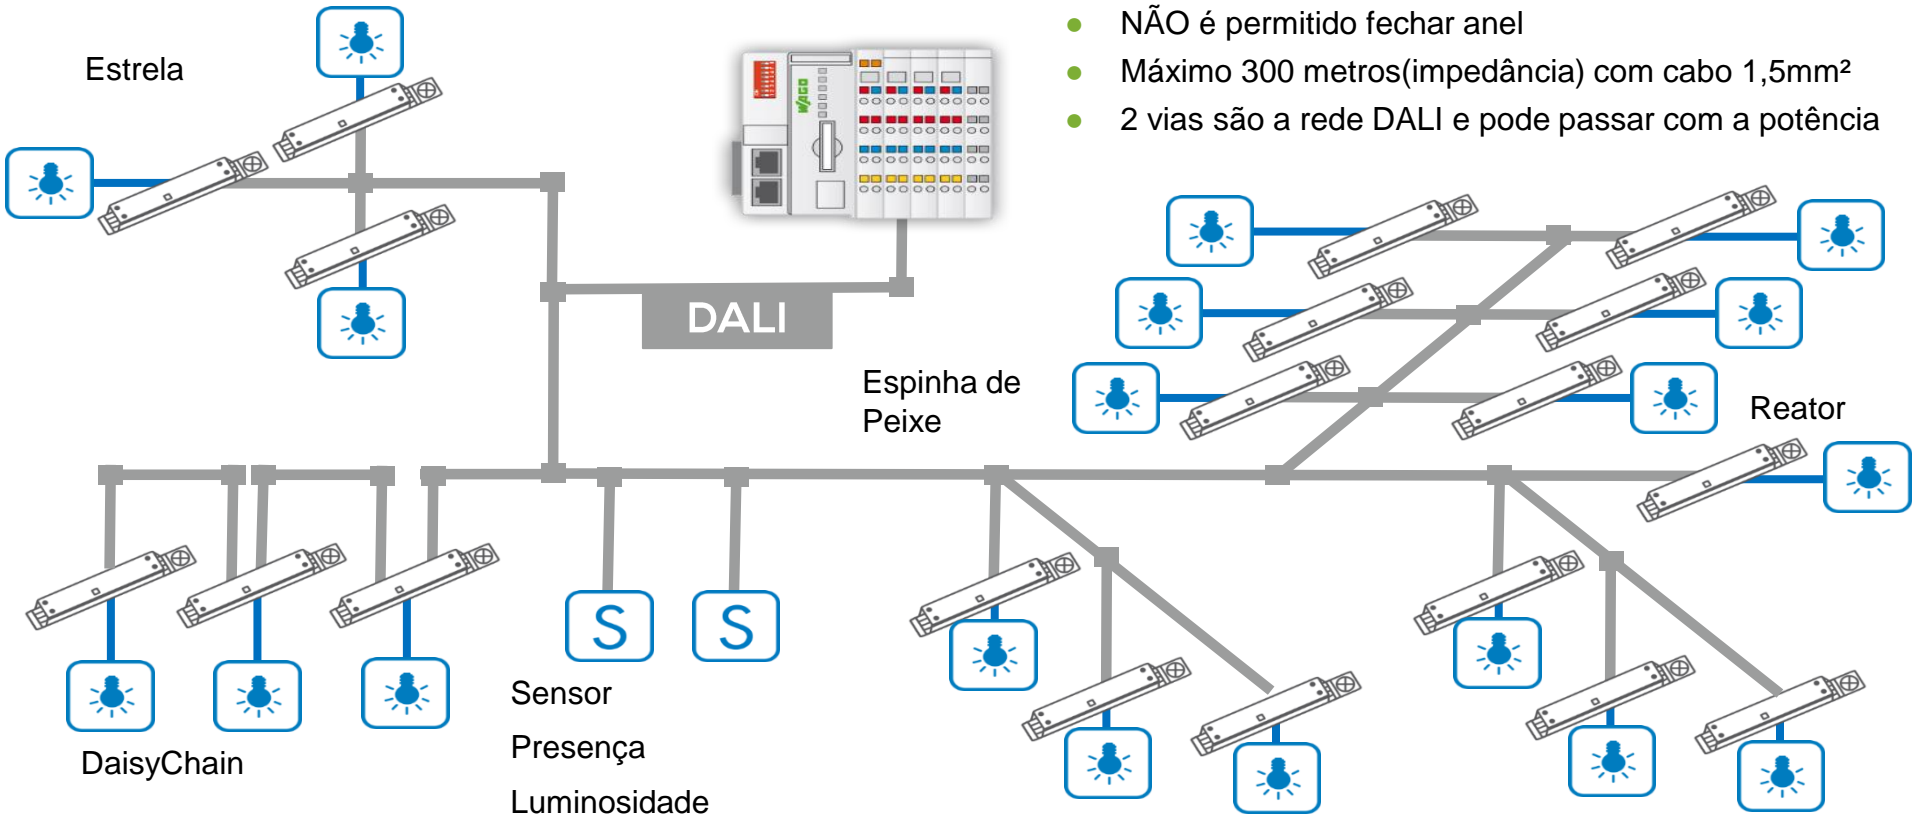 NÃO é permitido fechar anel
Estrela
Máximo 300 metros(impedância) com cabo 1,5mm²
2 vias são a rede DALI e pode passar com a potência
WAGO
DALI
Espinha de
Peixe
Reator
S
S
Sensor
Presença
Luminosidade
DaisyChain